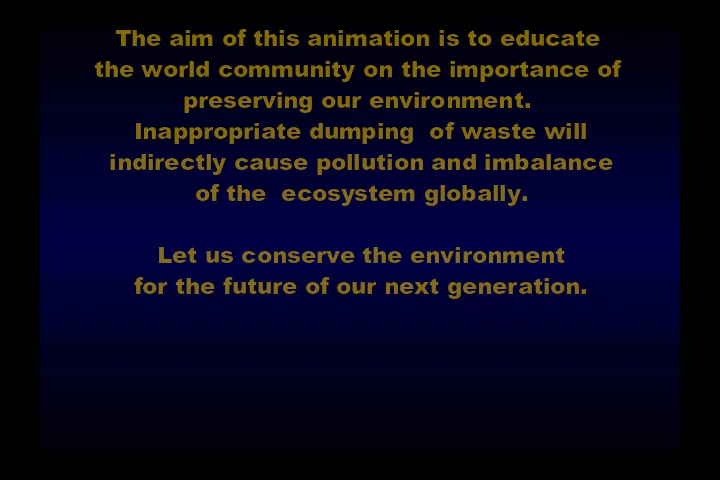 The aim of this animation is to educate
the world community on the importance of
preserving our environment.
Inappropriate dumping  of waste will
indirectly cause pollution and imbalance
of the  ecosystem globally.
Let us conserve the environment
for the future of our next generation.